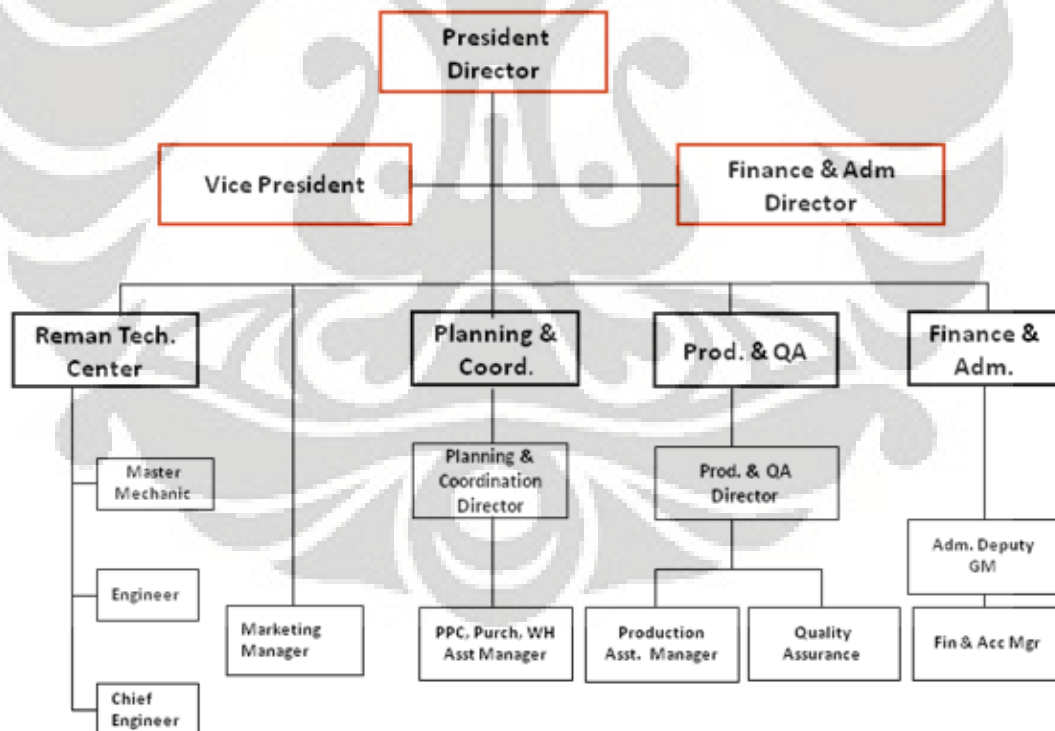 President
Director
Vice President
Finance & Adm
Director
Reman Tech.
Center
Planning &
Coord.
Prod. & QA
Finance &
Adm.
Master
Mechanic
Engineer
Chief
Engineer
Marketing
Manager
Planning &
Coordination
Director
PPC, Purch, WH
Asst Manager
Prod. & QA
Director
Production
Asst. Manager
Quality
Assurance
Adm. Deputy
GM
Fin & Acc Mgr